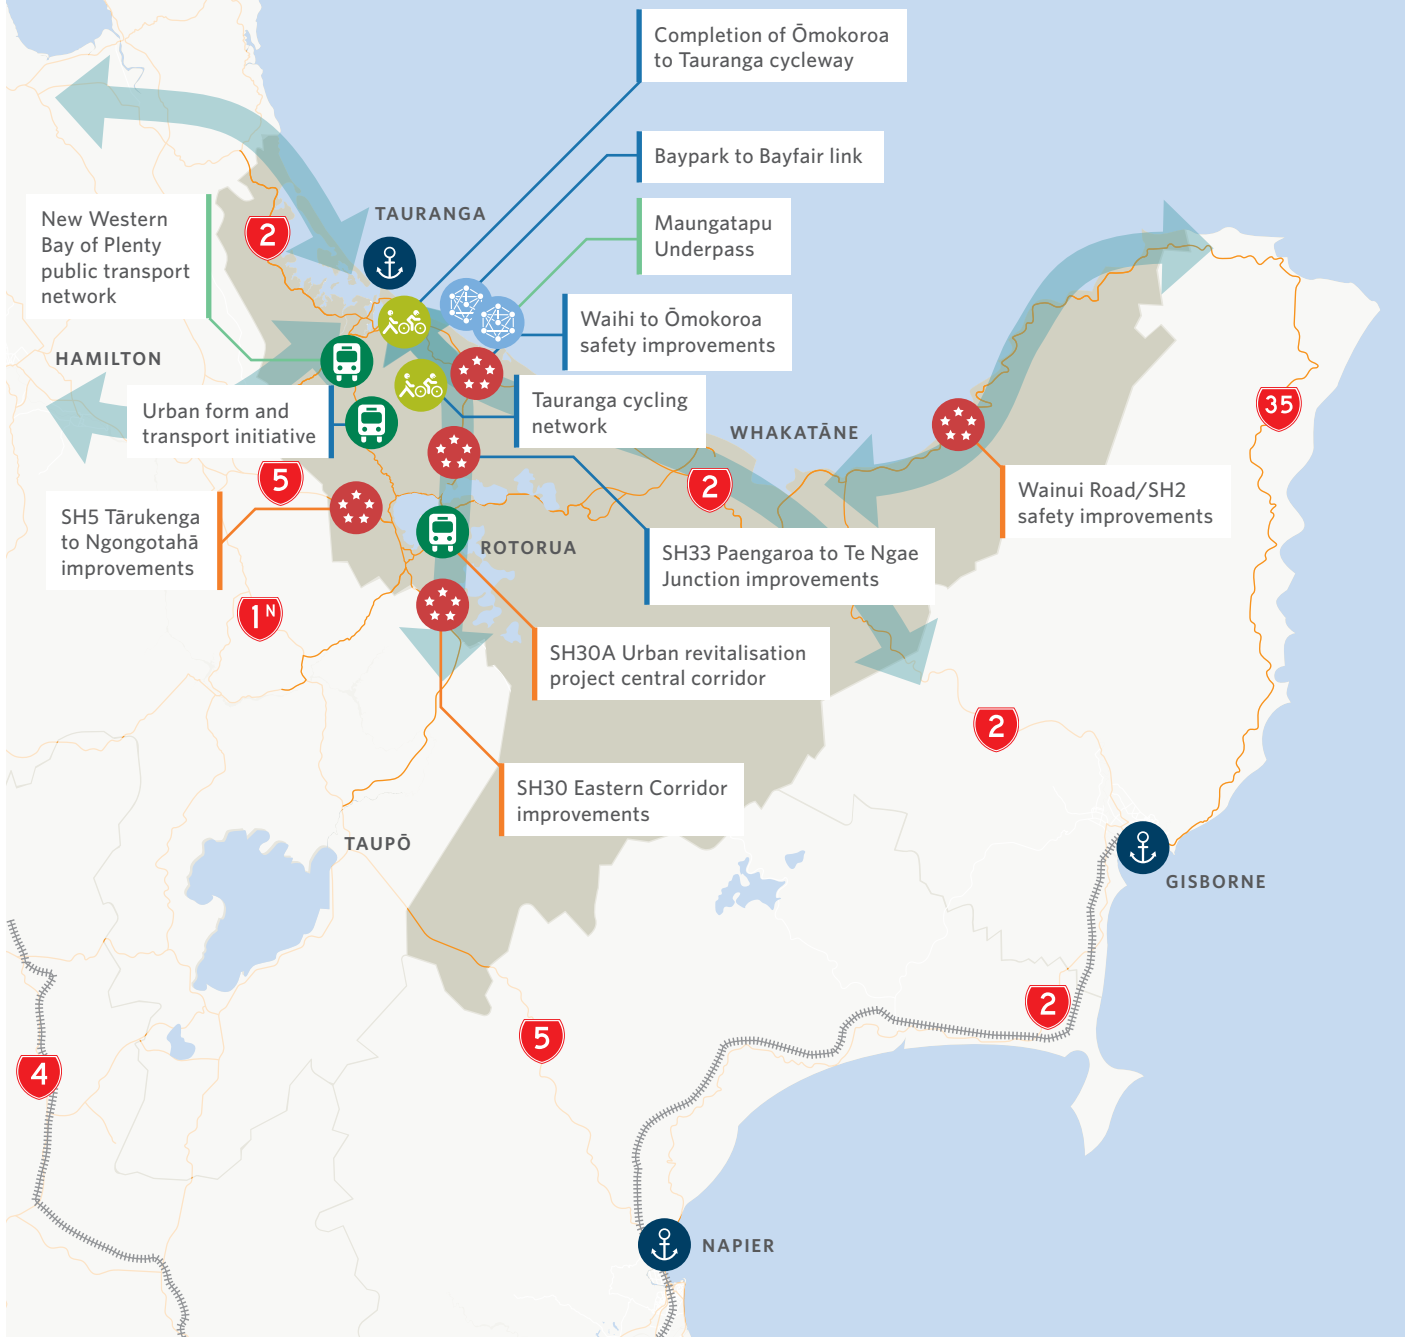 Completion of Ōmokoroa
to Tauranga cycleway
Baypark to Bayfair link
Maungatapu
Underpass
TAURANGA
New Western
Bay of Plenty
public transport
network
2
Waihi to Ōmokoroa
safety improvements
HAMILTON
Urban form and
transport initiative
Tauranga cycling
network
35
WHAKATĀNE
5
2
Wainui Road/SH2
safety improvements
SH5 Tārukenga
to Ngongotahā
improvements
ROTORUA
SH33 Paengaroa to Te Ngae
Junction improvements
1N
SH30A Urban revitalisation
project central corridor
2
SH30 Eastern Corridor
improvements
TAUPŌ
GISBORNE
2
5
4
NAPIER